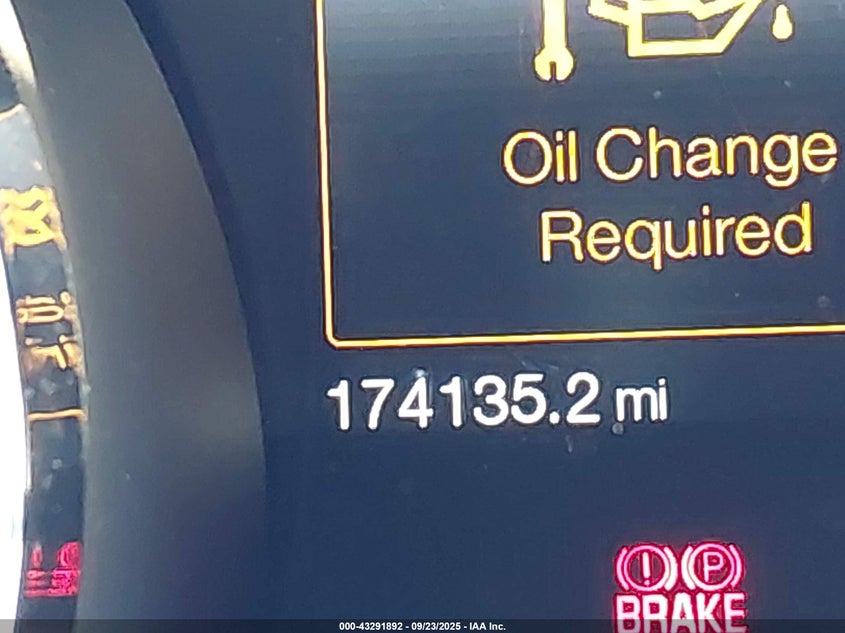 Oil Change
Required
174135.2 mi
(!) (P)
BRAKE
000-43291892 - 09/23/2025 - IAA Inc.